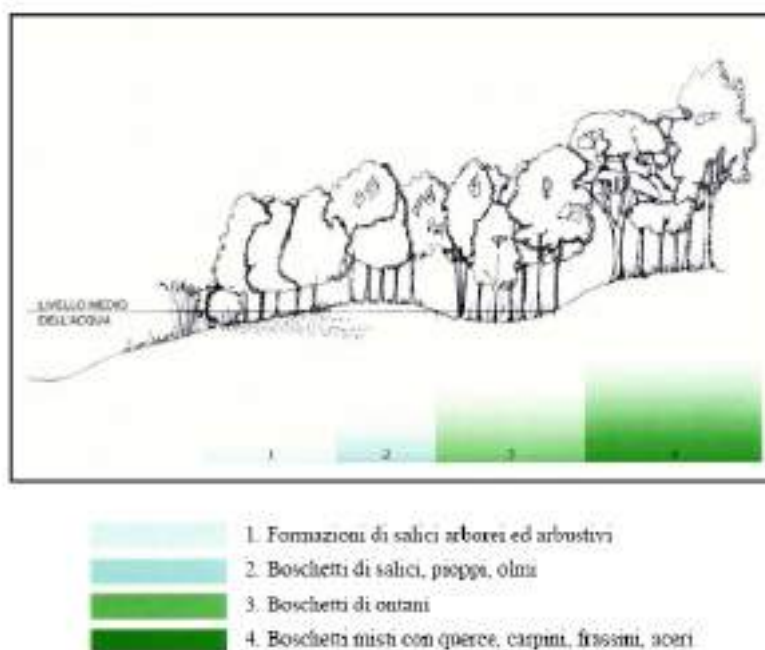 LIVELLO MEDIO
DELL'ACQUA
1 2 3 4
1. Formazioni di salici arborei ed arbustivi
2. Boschetti di salici, pioppi, olmi
3. Boschetti di ontani
4. Boschetti misti con querce, carpini, frassini, aceri